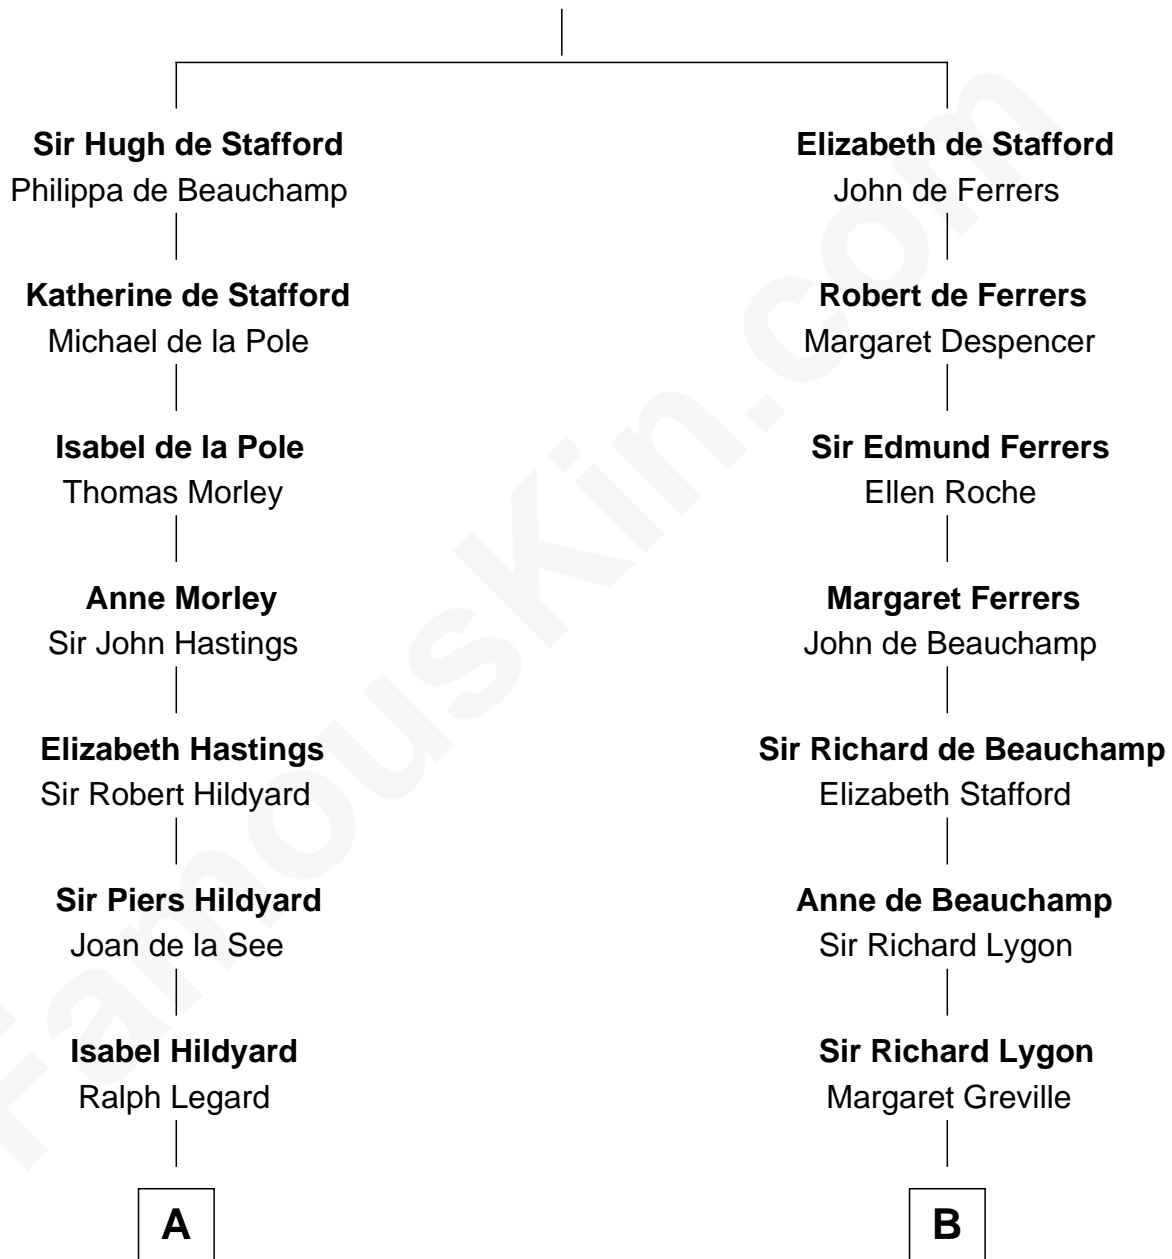 Sir Hugh de Stafford
Philippa de Beauchamp
Katherine de Stafford
Michael de la Pole
Isabel de la Pole
Thomas Morley
Anne Morley
Sir John Hastings
Elizabeth Hastings
Sir Robert Hildyard
Sir Piers Hildyard
Joan de la See
Isabel Hildyard
Ralph Legard
A
Elizabeth de Stafford
John de Ferrers
Robert de Ferrers
Margaret Despencer
Sir Edmund Ferrers
Ellen Roche
Margaret Ferrers
John de Beauchamp
Sir Richard de Beauchamp
Elizabeth Stafford
Anne de Beauchamp
Sir Richard Lygon
Sir Richard Lygon
Margaret Greville
B
FamousKin.com